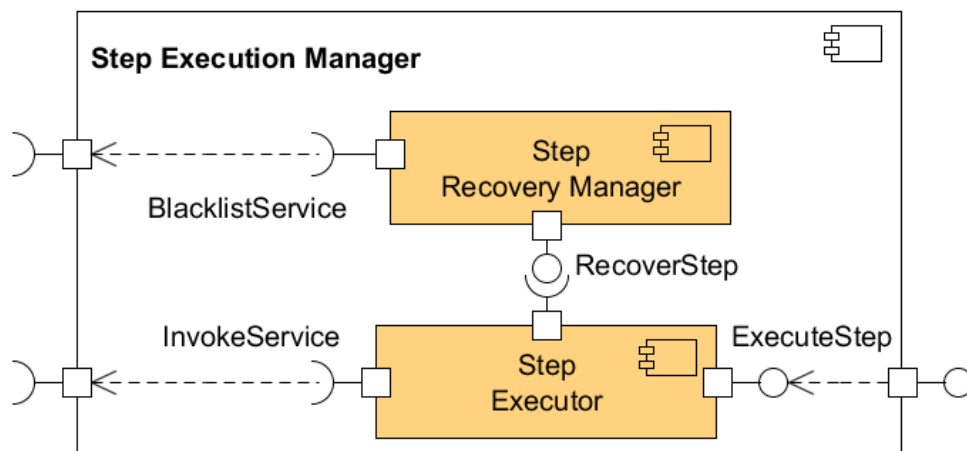 Step Execution Manager
Step
Recovery Manager
BlacklistService
RecoverStep
InvokeService
ExecuteStep
Step
Executor